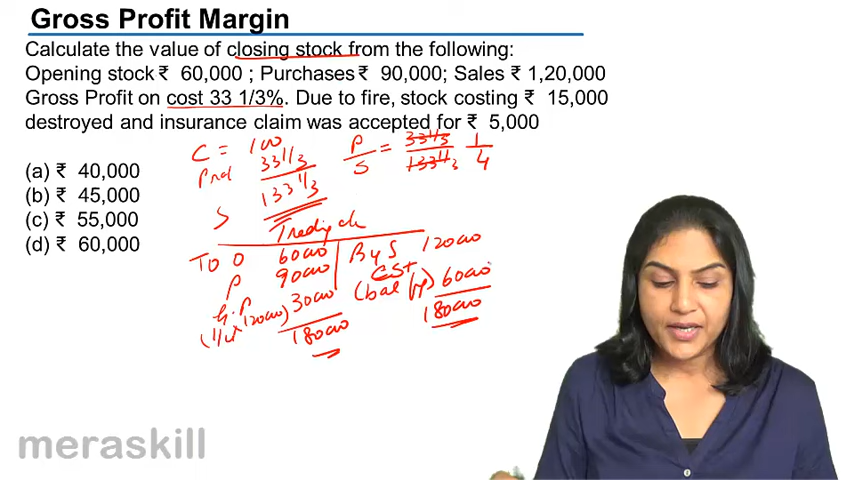 Gross Profit Margin
Calculate the value of closing stock from the following:
Opening stock ₹ 60,000 ; Purchases ₹ 90,000; Sales ₹ 1,20,000
Gross Profit on cost 33 1/3%. Due to fire, stock costing ₹ 15,000
destroyed and insurance claim was accepted for ₹ 5,000
(a) ₹ 40,000
(b) ₹ 45,000
(c) ₹ 55,000
(d) ₹ 60,000
C = 100
33 1/3
S 133 1/3
P/S = 33 1/3 / 133 1/3 1/4
To O 60000 By S 120000
P 90000
G.P 30000 (bal 60000
(1/4 x 120000)
180000 180000
meraskill